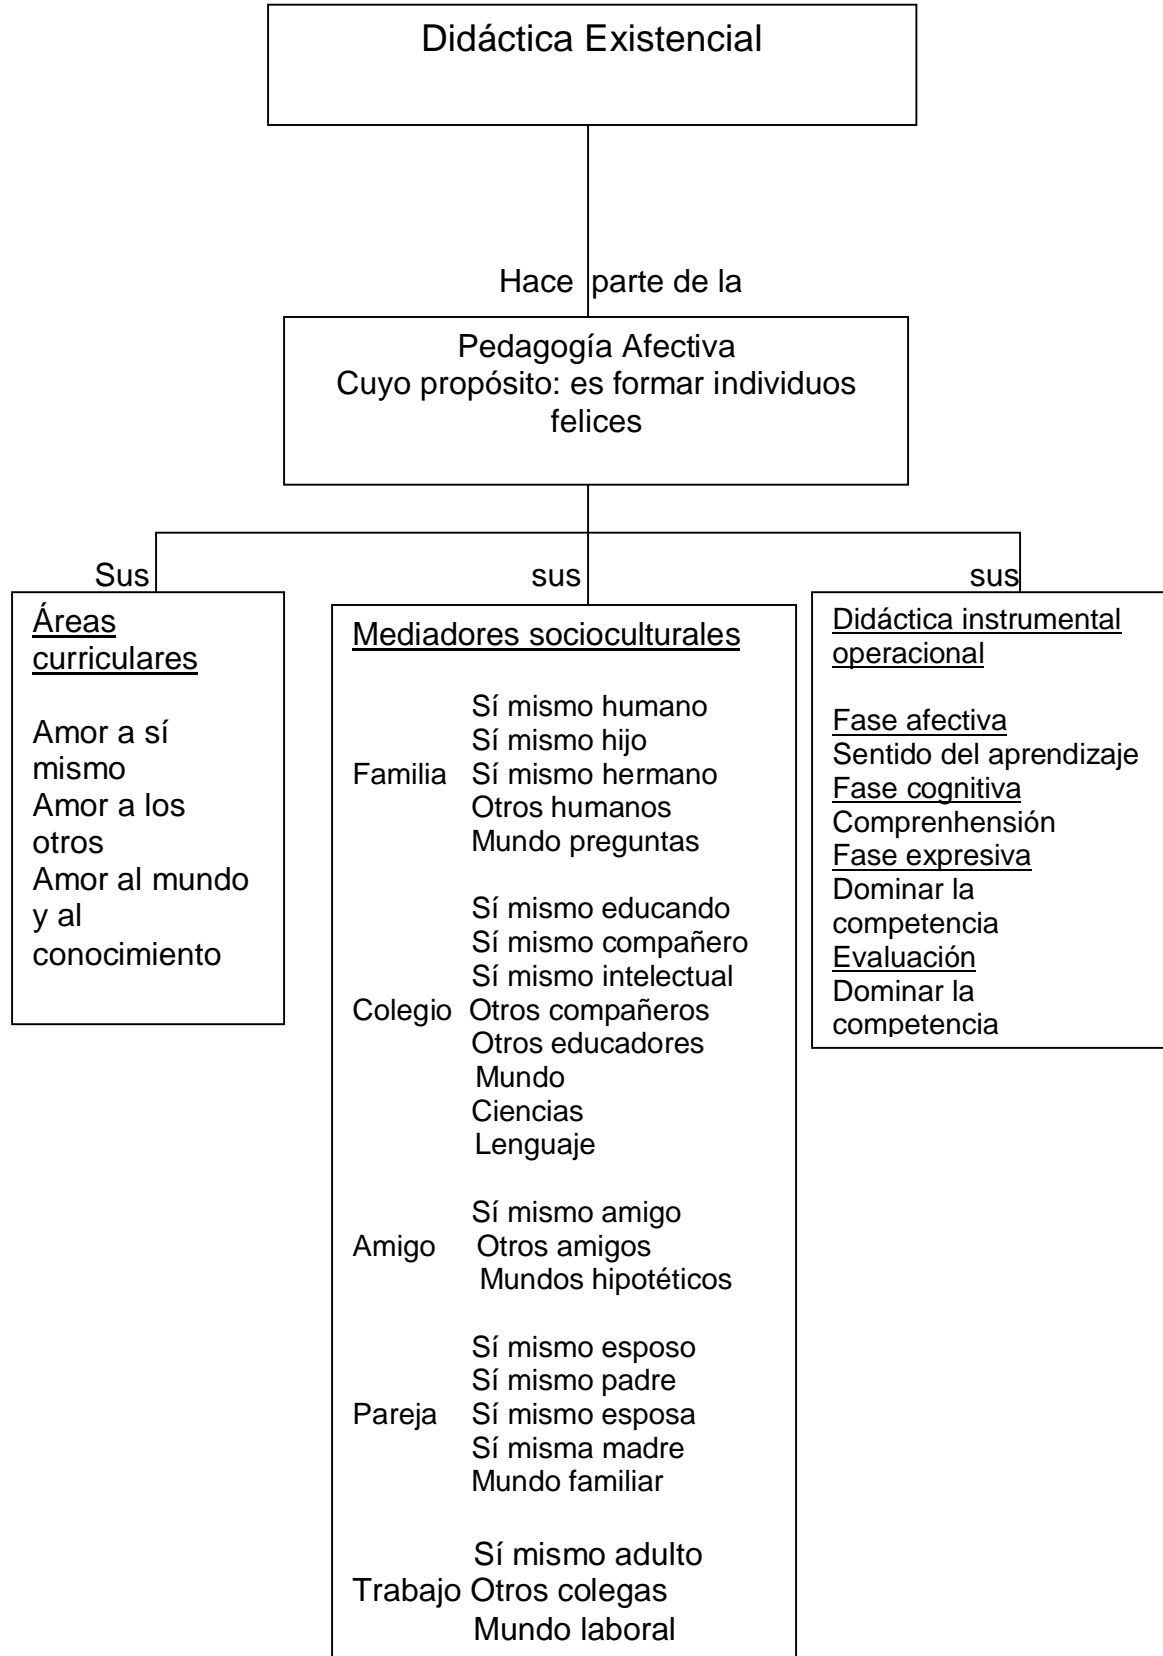 Didáctica Existencial
Hace parte de la
Pedagogía Afectiva
Cuyo propósito: es formar individuos
felices
Sus
sus
sus
Áreas
curriculares
Amor a sí
mismo
Amor a los
otros
Amor al mundo
y al
conocimiento
Mediadores socioculturales
Sí mismo humano
Sí mismo hijo
Familia Sí mismo hermano
Otros humanos
Mundo preguntas
Sí mismo educando
Sí mismo compañero
Sí mismo intelectual
Colegio Otros compañeros
Otros educadores
Mundo
Ciencias
Lenguaje
Sí mismo amigo
Amigo Otros amigos
Mundos hipotéticos
Sí mismo esposo
Sí mismo padre
Pareja Sí mismo esposa
Sí misma madre
Mundo familiar
Sí mismo adulto
Trabajo Otros colegas
Mundo laboral
Didáctica instrumental
operacional
Fase afectiva
Sentido del aprendizaje
Fase cognitiva
Comprenhensión
Fase expresiva
Dominar la
competencia
Evaluación
Dominar la
competencia